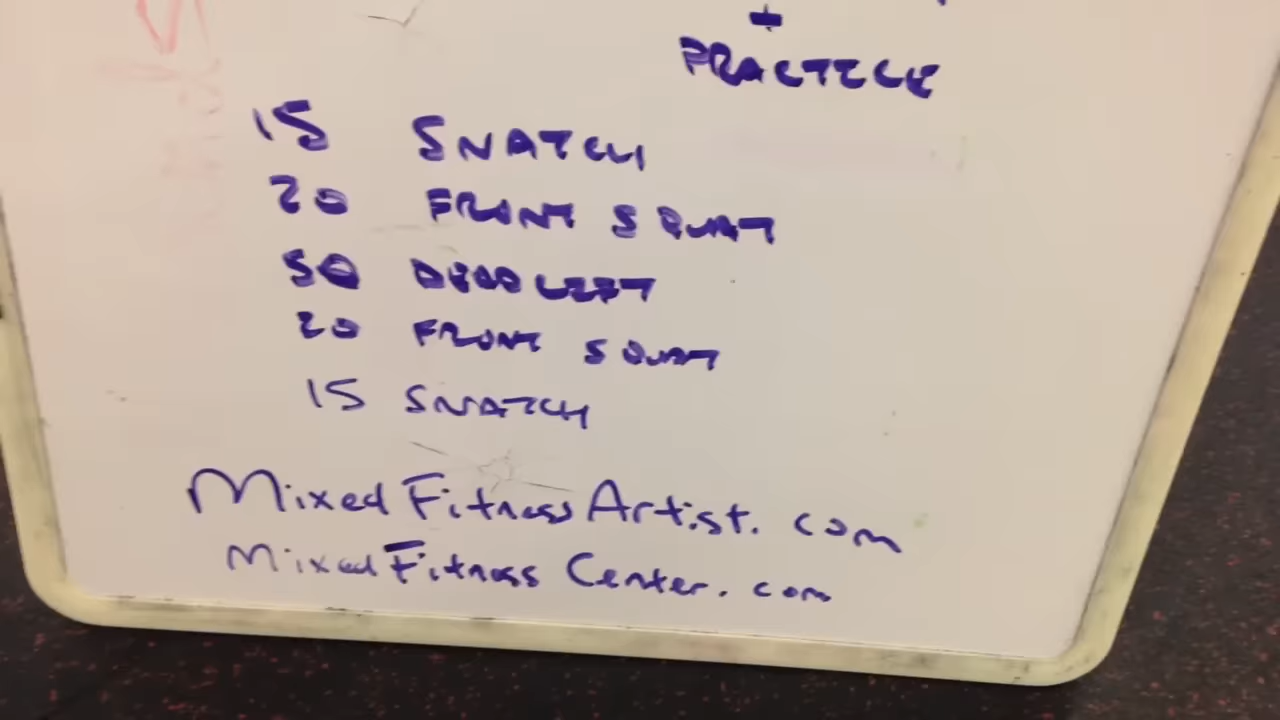 +
PRACTICE
15 SNATCH
20 FRONT SQUAT
50 DEADLIFT
20 FRONT SQUAT
15 SNATCH
MixedFitnessArtist.com
MixedFitnessCenter.com